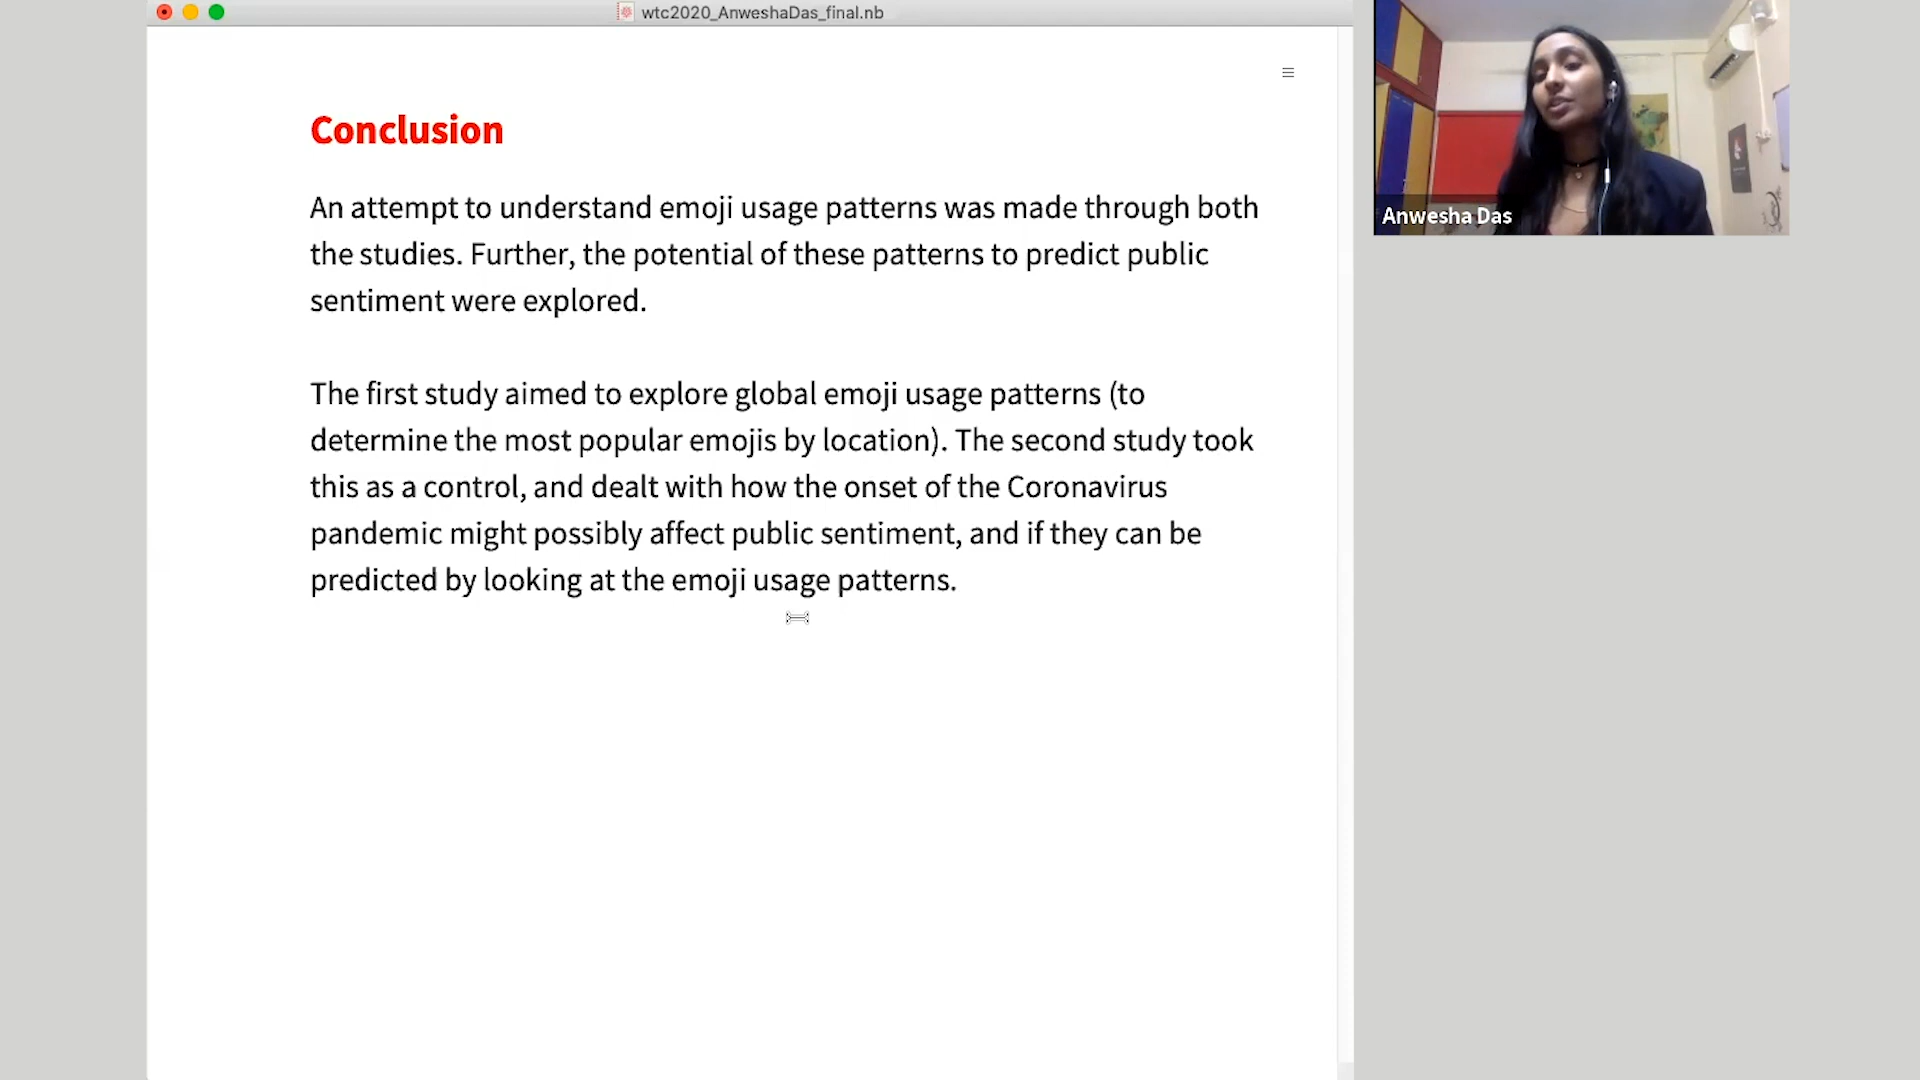 wtc2020_AnweshaDas_final.nb
Conclusion
An attempt to understand emoji usage patterns was made through both
the studies. Further, the potential of these patterns to predict public
sentiment were explored.
The first study aimed to explore global emoji usage patterns (to
determine the most popular emojis by location). The second study took
this as a control, and dealt with how the onset of the Coronavirus
pandemic might possibly affect public sentiment, and if they can be
predicted by looking at the emoji usage patterns.
Anwesha Das